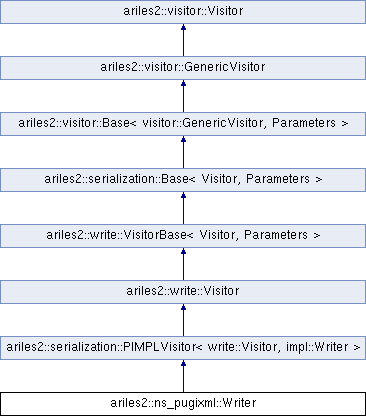 ariles2::visitor::Visitor
ariles2::visitor::GenericVisitor
ariles2::visitor::Base< visitor::GenericVisitor, Parameters >
ariles2::serialization::Base< Visitor, Parameters >
ariles2::write::VisitorBase< Visitor, Parameters >
ariles2::write::Visitor
ariles2::serialization::PIMPLVisitor< write::Visitor, impl::Writer >
ariles2::ns_pugixml::Writer